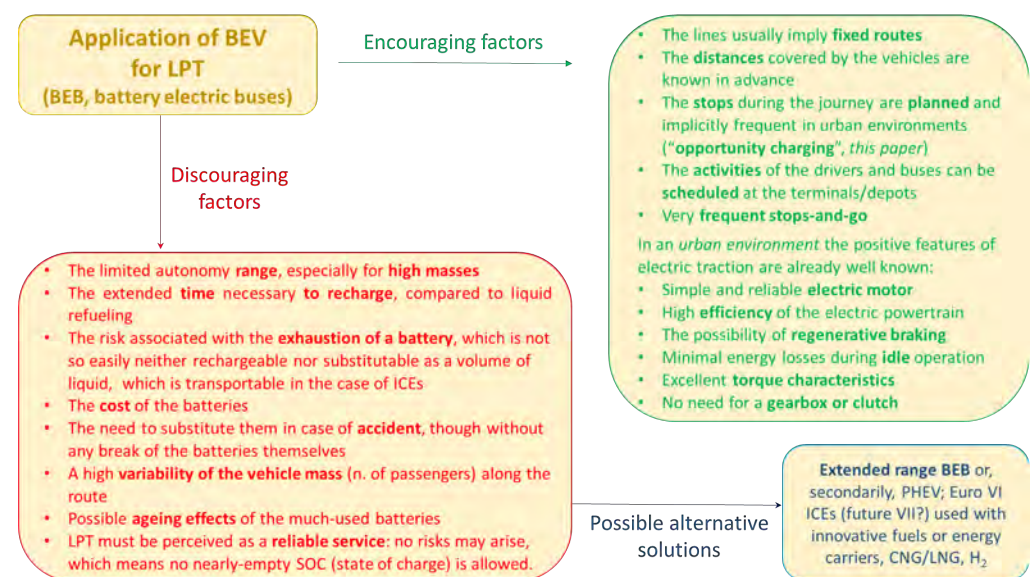 Application of BEV
for LPT
(BEB, battery electric buses)
Encouraging factors
• The lines usually imply fixed routes
• The distances covered by the vehicles are
known in advance
• The stops during the journey are planned and
implicitly frequent in urban environments
(“opportunity charging”, this paper)
• The activities of the drivers and buses can be
scheduled at the terminals/depots
• Very frequent stops-and-go
In an urban environment the positive features of
electric traction are already well known:
• Simple and reliable electric motor
• High efficiency of the electric powertrain
• The possibility of regenerative braking
• Minimal energy losses during idle operation
• Excellent torque characteristics
• No need for a gearbox or clutch
Discouraging
factors
• The limited autonomy range, especially for high masses
• The extended time necessary to recharge, compared to liquid
refueling
• The risk associated with the exhaustion of a battery, which is not
so easily neither rechargeable nor substitutable as a volume of
liquid, which is transportable in the case of ICEs
• The cost of the batteries
• The need to substitute them in case of accident, though without
any break of the batteries themselves
• A high variability of the vehicle mass (n. of passengers) along the
route
• Possible ageing effects of the much-used batteries
• LPT must be perceived as a reliable service: no risks may arise,
which means no nearly-empty SOC (state of charge) is allowed.
Possible alternative
solutions
Extended range BEB or,
secondarily, PHEV; Euro VI
ICEs (future VII?) used with
innovative fuels or energy
carriers, CNG/LNG, H₂